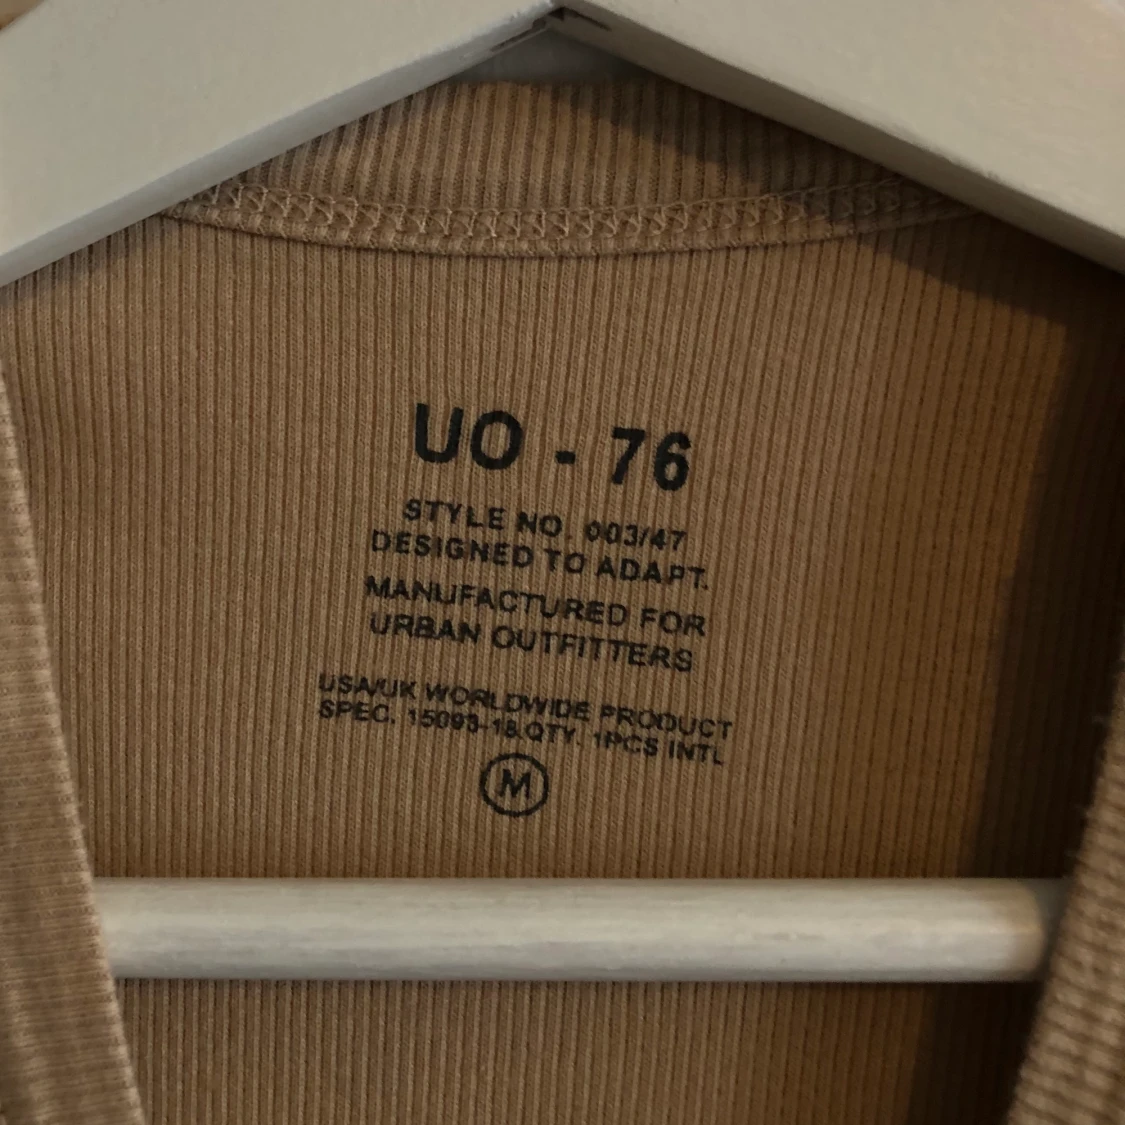 UO - 76
STYLE NO. 003/47
DESIGNED TO ADAPT.
MANUFACTURED FOR
URBAN OUTFITTERS
USA/UK WORLDWIDE PRODUCT
SPEC. 15093-18.QTY. 1PCS INTL
M